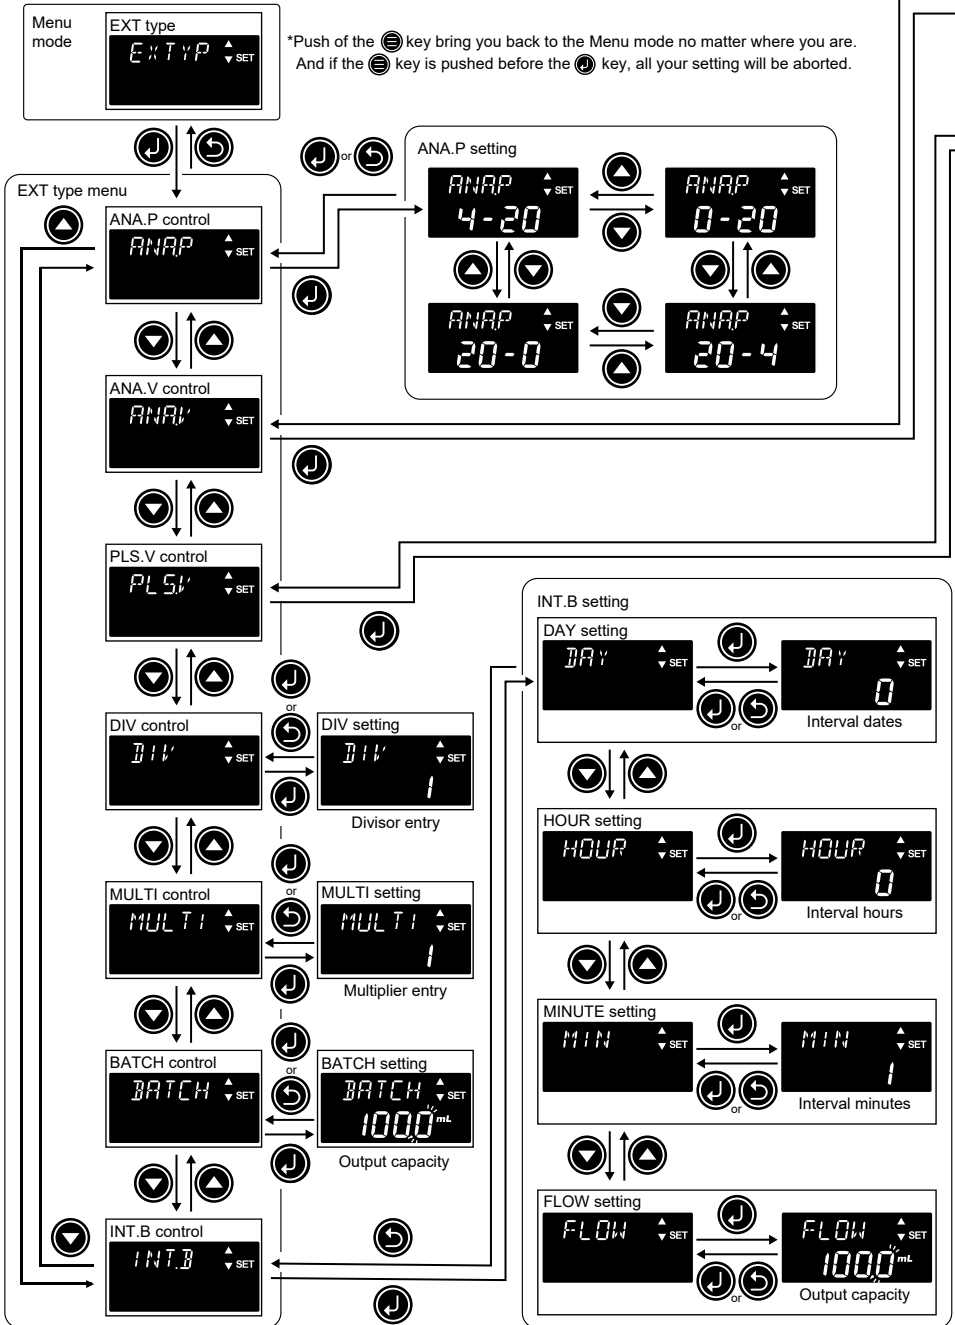 Menu
mode
EXT type
EXTYP SET
*Push of the key bring you back to the Menu mode no matter where you are.
And if the key is pushed before the key, all your setting will be aborted.
or
EXT type menu
ANA.P control
ANA.P SET
ANA.P setting
ANA.P SET
4-20
ANA.P SET
0-20
ANA.P SET
20-0
ANA.P SET
20-4
ANA.V control
ANA.V SET
PLS.V control
PLS.V SET
DIV control
DIV SET
or
DIV setting
DIV SET
1
Divisor entry
MULTI control
MULTI SET
or
MULTI setting
MULTI SET
1
Multiplier entry
BATCH control
BATCH SET
or
BATCH setting
BATCH SET
100.0 mL
Output capacity
INT.B control
INT.B SET
INT.B setting
DAY setting
DAY SET
or
DAY SET
0
Interval dates
HOUR setting
HOUR SET
or
HOUR SET
0
Interval hours
MINUTE setting
MIN SET
or
MIN SET
1
Interval minutes
FLOW setting
FLOW SET
or
FLOW SET
100.0 mL
Output capacity